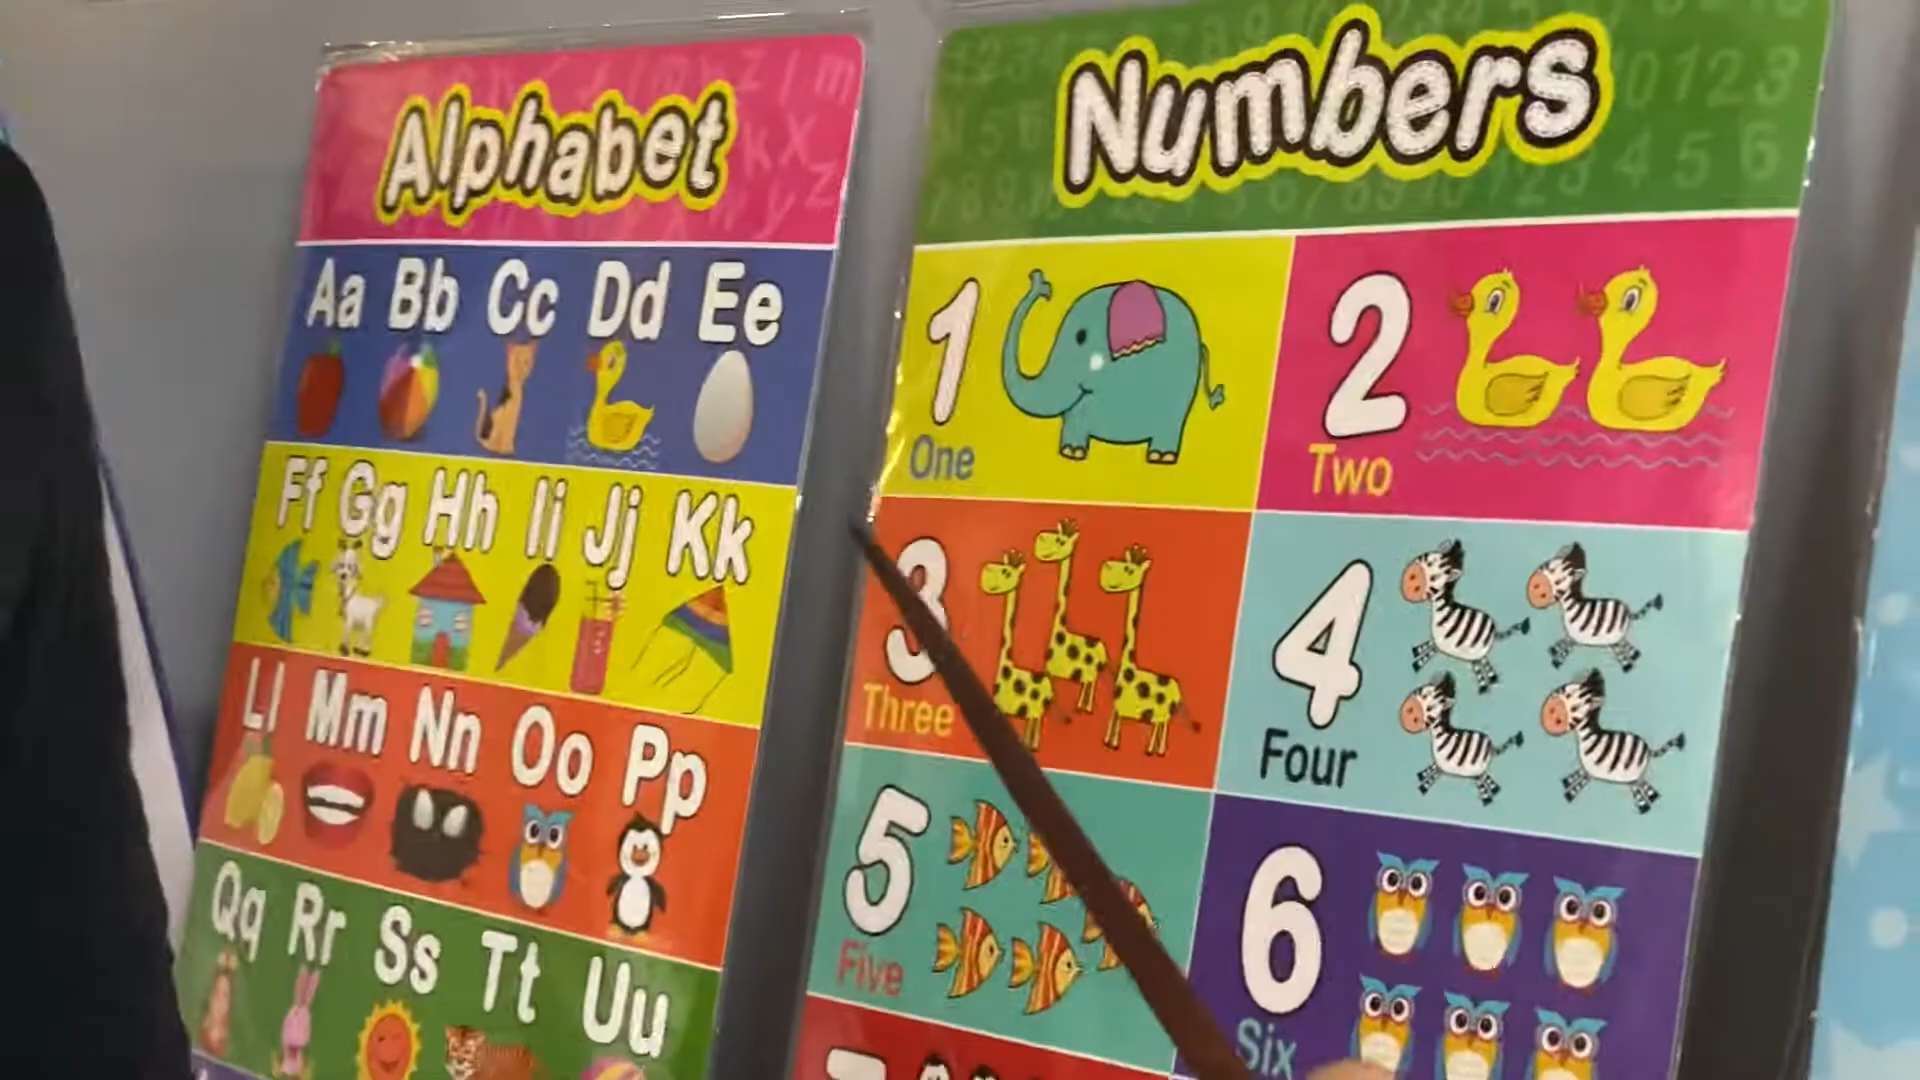 Alphabet
Aa Bb Cc Dd Ee
Ff Gg Hh Ii Jj Kk
Ll Mm Nn Oo Pp
Qq Rr Ss Tt Uu
Numbers
1
One
2
Two
3
Three
4
Four
5
Five
6
Six